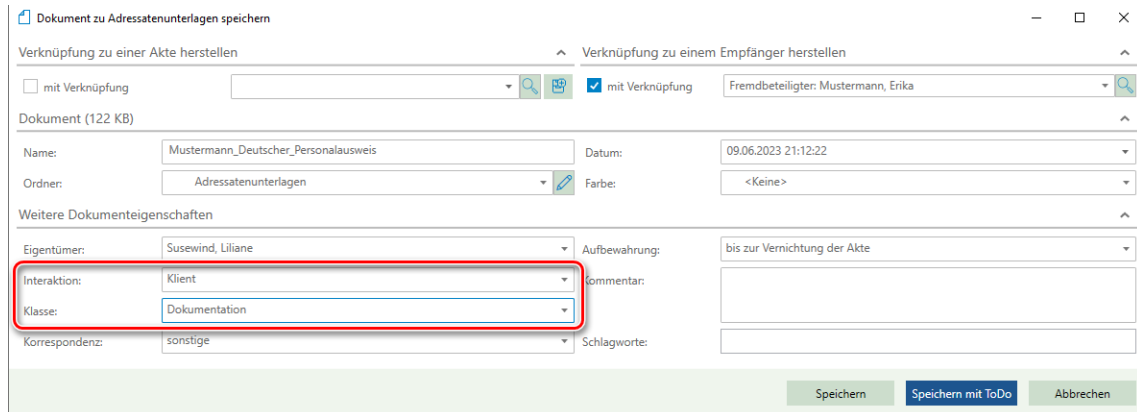 Dokument zu Adressatenunterlagen speichern
Verknüpfung zu einer Akte herstellen
Verknüpfung zu einem Empfänger herstellen
mit Verknüpfung
mit Verknüpfung
Fremdbeteiligter: Mustermann, Erika
Dokument (122 KB)
Name:
Mustermann_Deutscher_Personalausweis
Datum:
09.06.2023 21:12:22
Ordner:
Adressatenunterlagen
Farbe:
<Keine>
Weitere Dokumenteigenschaften
Eigentümer:
Susewind, Liliane
Aufbewahrung:
bis zur Vernichtung der Akte
Interaktion:
Klient
Kommentar:
Klasse:
Dokumentation
Korrespondenz:
sonstige
Schlagworte:
Speichern
Speichern mit ToDo
Abbrechen